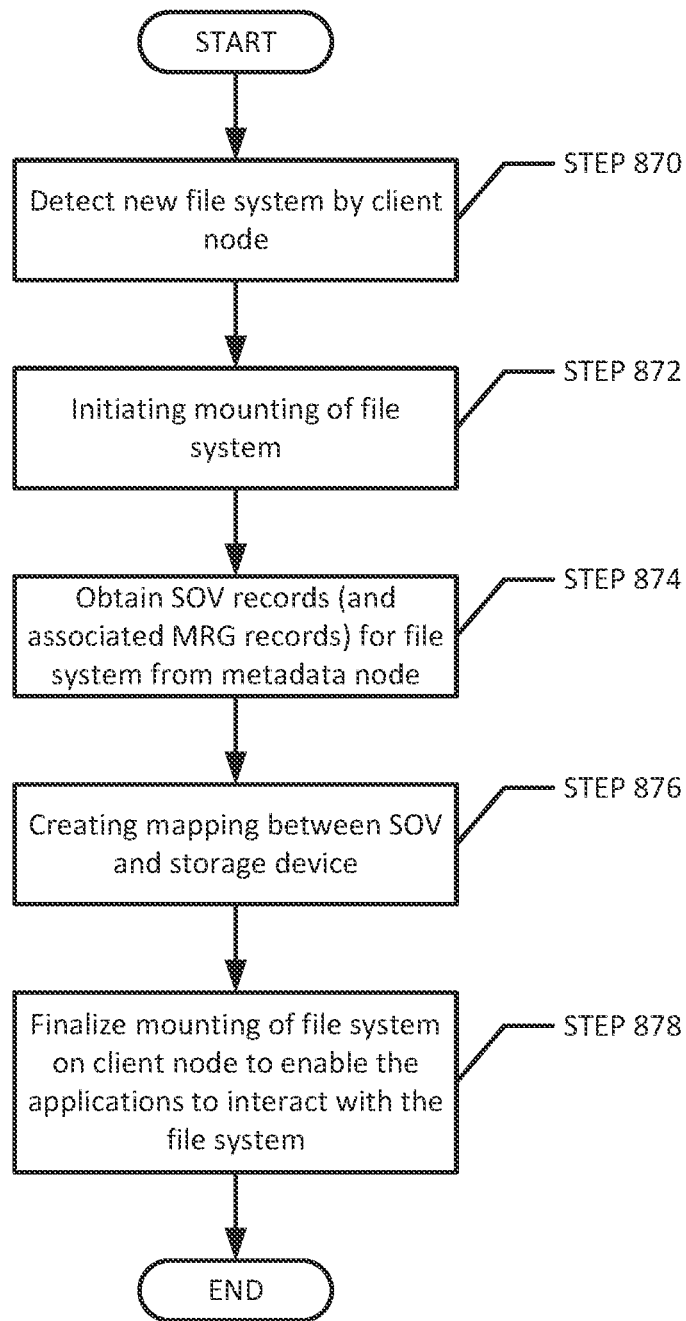 START
STEP 870
Detect new file system by client
node
STEP 872
Initiating mounting of file
system
STEP 874
Obtain SOV records (and
associated MRG records) for file
system from metadata node
STEP 876
Creating mapping between SOV
and storage device
STEP 878
Finalize mounting of file system
on client node to enable the
applications to interact with the
file system
END